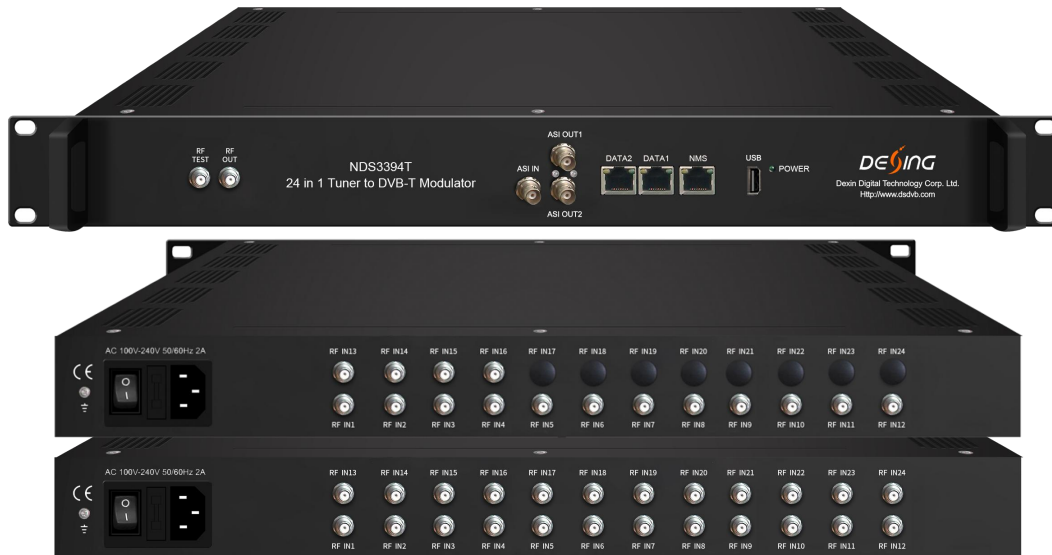 RF
TEST
RF
OUT
NDS3394T
24 in 1 Tuner to DVB-T Modulator
ASI IN
ASI OUT1
ASI OUT2
DATA2 DATA1 NMS
USB
POWER
DESING
Dexin Digital Technology Corp. Ltd.
Http://www.dsdvb.com
AC 100V-240V 50/60Hz 2A
CE
RF IN13 RF IN14 RF IN15 RF IN16 RF IN17 RF IN18 RF IN19 RF IN20 RF IN21 RF IN22 RF IN23 RF IN24
RF IN1 RF IN2 RF IN3 RF IN4 RF IN5 RF IN6 RF IN7 RF IN8 RF IN9 RF IN10 RF IN11 RF IN12
AC 100V-240V 50/60Hz 2A
CE
RF IN13 RF IN14 RF IN15 RF IN16 RF IN17 RF IN18 RF IN19 RF IN20 RF IN21 RF IN22 RF IN23 RF IN24
RF IN1 RF IN2 RF IN3 RF IN4 RF IN5 RF IN6 RF IN7 RF IN8 RF IN9 RF IN10 RF IN11 RF IN12